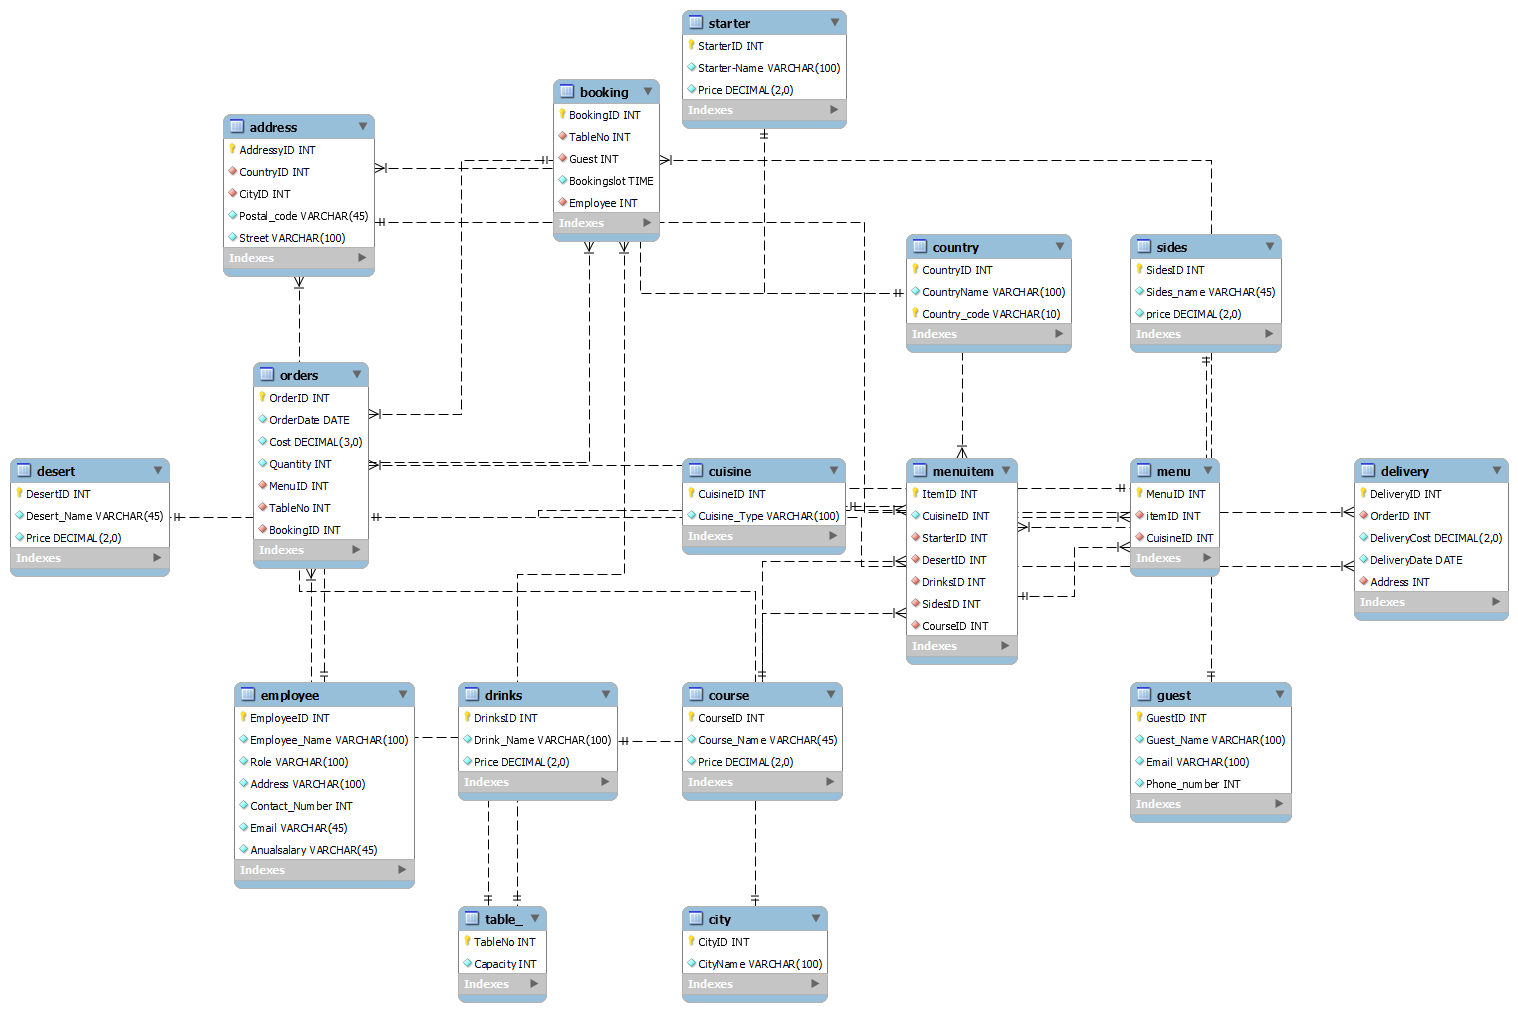 starter
StarterID INT
Starter-Name VARCHAR(100)
Price DECIMAL(2,0)
Indexes
booking
BookingID INT
TableNo INT
Guest INT
Bookingslot TIME
Employee INT
Indexes
address
AddressyID INT
CountryID INT
CityID INT
Postal_code VARCHAR(45)
Street VARCHAR(100)
Indexes
country
CountryID INT
CountryName VARCHAR(100)
Country_code VARCHAR(10)
Indexes
sides
SidesID INT
Sides_name VARCHAR(45)
price DECIMAL(2,0)
Indexes
orders
OrderID INT
OrderDate DATE
Cost DECIMAL(3,0)
Quantity INT
MenuID INT
TableNo INT
BookingID INT
Indexes
desert
DesertID INT
Desert_Name VARCHAR(45)
Price DECIMAL(2,0)
Indexes
cuisine
CuisineID INT
Cuisine_Type VARCHAR(100)
Indexes
menuitem
ItemID INT
CuisineID INT
StarterID INT
DesertID INT
DrinksID INT
SidesID INT
CourseID INT
Indexes
menu
MenuID INT
itemID INT
CuisineID INT
Indexes
delivery
DeliveryID INT
OrderID INT
DeliveryCost DECIMAL(2,0)
DeliveryDate DATE
Address INT
Indexes
employee
EmployeeID INT
Employee_Name VARCHAR(100)
Role VARCHAR(100)
Address VARCHAR(100)
Contact_Number INT
Email VARCHAR(45)
Anualsalary VARCHAR(45)
Indexes
drinks
DrinksID INT
Drink_Name VARCHAR(100)
Price DECIMAL(2,0)
Indexes
course
CourseID INT
Course_Name VARCHAR(45)
Price DECIMAL(2,0)
Indexes
guest
GuestID INT
Guest_Name VARCHAR(100)
Email VARCHAR(100)
Phone_number INT
Indexes
table_
TableNo INT
Capacity INT
Indexes
city
CityID INT
CityName VARCHAR(100)
Indexes